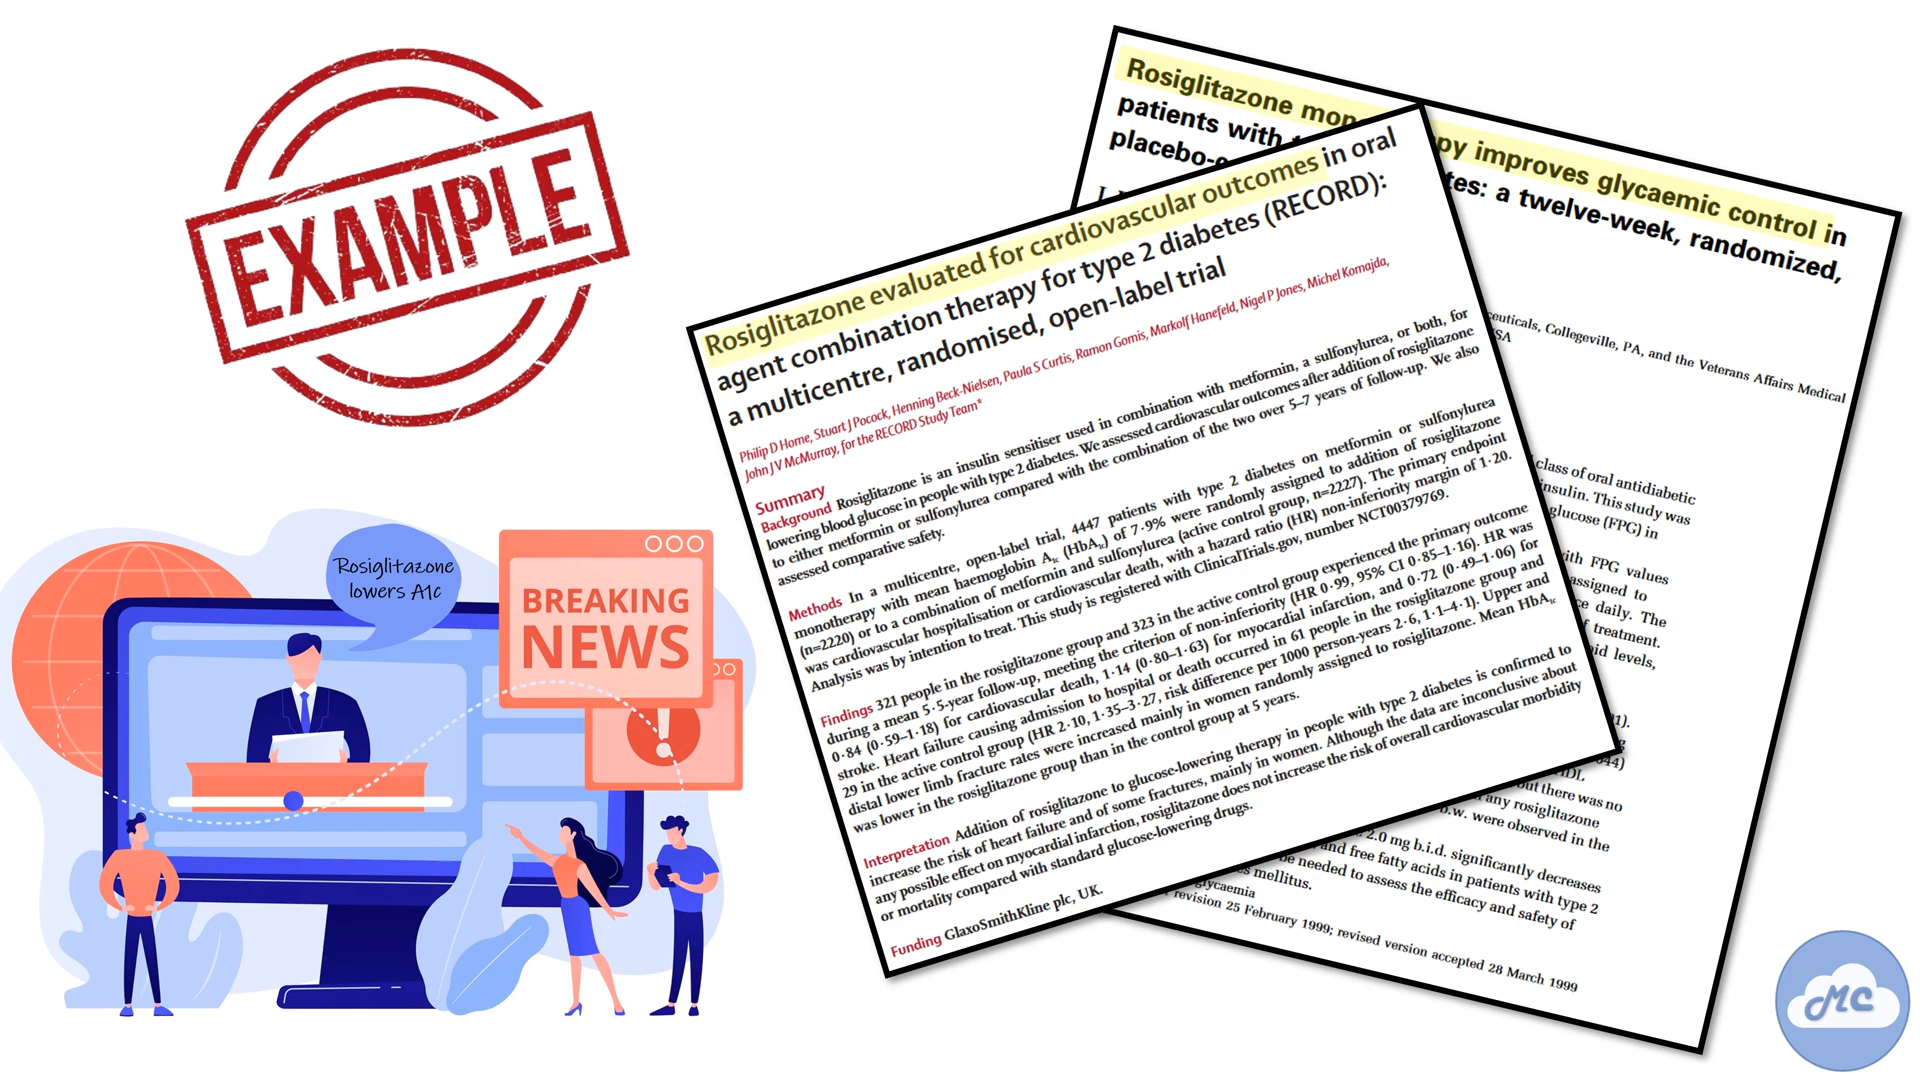 EXAMPLE
Rosiglitazone
lowers A1c
BREAKING
NEWS
Rosiglitazone evaluated for cardiovascular outcomes in oral
agent combination therapy for type 2 diabetes (RECORD):
a multicentre, randomised, open-label trial
Philip D Home, Stuart J Pocock, Henning Beck-Nielsen, Paula S Curtis, Ramon Gomis, Markolf Hanefeld, Nigel P Jones, Michel Komajda,
John J V McMurray, for the RECORD Study Team*
Summary
Background Rosiglitazone is an insulin sensitiser used in combination with metformin, a sulfonylurea, or both, for
lowering blood glucose in people with type 2 diabetes. We assessed cardiovascular outcomes after addition of rosiglitazone
to either metformin or sulfonylurea compared with the combination of the two over 5–7 years of follow-up. We also
assessed comparative safety.
Methods In a multicentre, open-label trial, 4447 patients with type 2 diabetes on metformin or sulfonylurea
monotherapy with mean haemoglobin A1c (HbA1c) of 7·9% were randomly assigned to addition of rosiglitazone
(n=2220) or to a combination of metformin and sulfonylurea (active control group, n=2227). The primary endpoint
was cardiovascular hospitalisation or cardiovascular death, with a hazard ratio (HR) non-inferiority margin of 1·20.
Analysis was by intention to treat. This study is registered with ClinicalTrials.gov, number NCT00379769.
Findings 321 people in the rosiglitazone group and 323 in the active control group experienced the primary outcome
during a mean 5·5-year follow-up, meeting the criterion of non-inferiority (HR 0·99, 95% CI 0·85–1·16). HR was
0·84 (0·59–1·18) for cardiovascular death, 1·14 (0·80–1·63) for myocardial infarction, and 0·72 (0·49–1·06) for
stroke. Heart failure causing admission to hospital or death occurred in 61 people in the rosiglitazone group and
29 in the active control group (HR 2·10, 1·35–3·27, risk difference per 1000 person-years 2·6, 1·1–4·1). Upper and
distal lower limb fracture rates were increased mainly in women randomly assigned to rosiglitazone. Mean HbA1c
was lower in the rosiglitazone group than in the control group at 5 years.
Interpretation Addition of rosiglitazone to glucose-lowering therapy in people with type 2 diabetes is confirmed to
increase the risk of heart failure and of some fractures, mainly in women. Although the data are inconclusive about
any possible effect on myocardial infarction, rosiglitazone does not increase the risk of overall cardiovascular morbidity
or mortality compared with standard glucose-lowering drugs.
Funding GlaxoSmithKline plc, UK.
Rosiglitazone mono py improves glycaemic control in
patients with tes: a twelve-week, randomized,
placebo-
ceuticals, Collegeville, PA, and the Veterans Affairs Medical
SA
class of oral antidiabetic
insulin. This study was
glucose (FPG) in
with FPG values
assigned to
ce daily. The
treatment.
levels,
HDL
but there was no
any rosiglitazone
b.w. were observed in the
2.0 mg b.i.d. significantly decreases
and free fatty acids in patients with type 2
be needed to assess the efficacy and safety of
mellitus.
glycaemia
revision 25 February 1999; revised version accepted 28 March 1999
MC